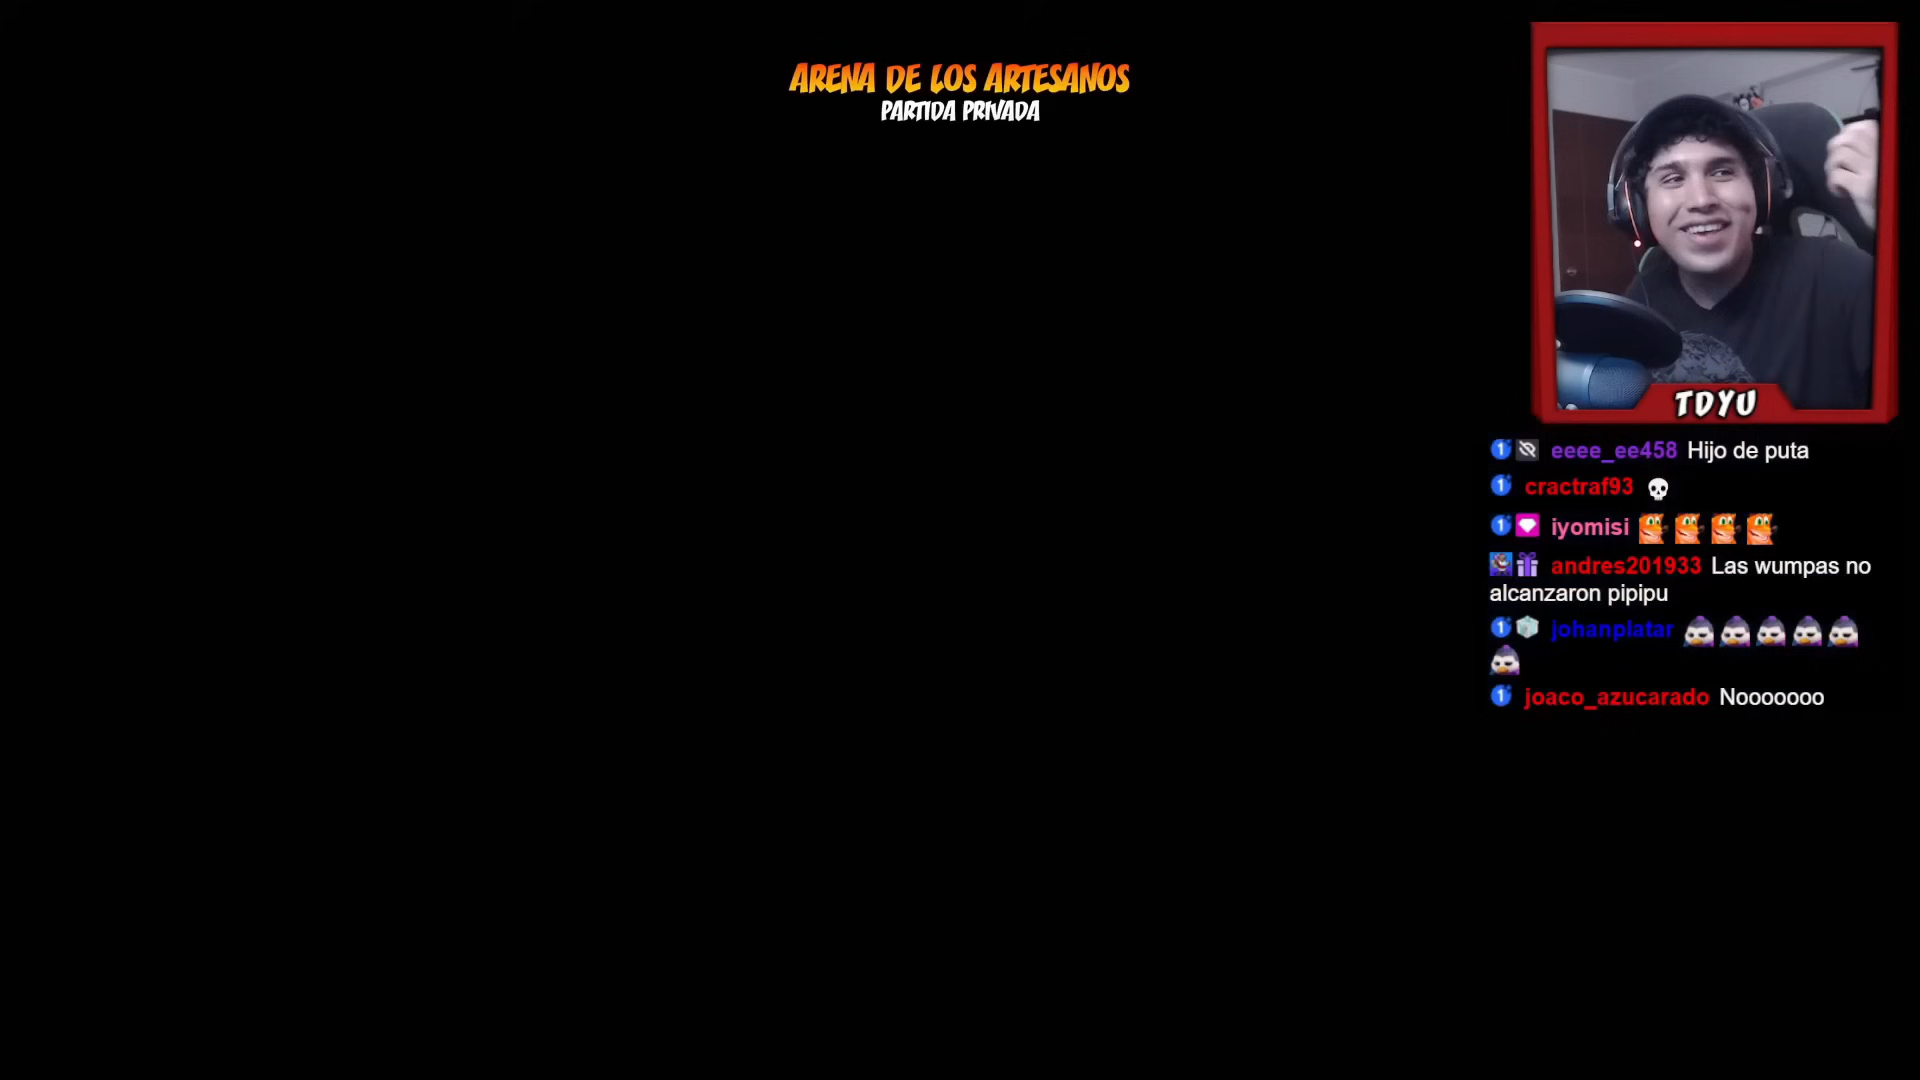 ARENA DE LOS ARTESANOS
PARTIDA PRIVADA
TDYU
eeee_ee458 Hijo de puta
cractraf93
iyomisi
andres201933 Las wumpas no
alcanzaron pipipu
johanplatar
joaco_azucarado Nooooooo